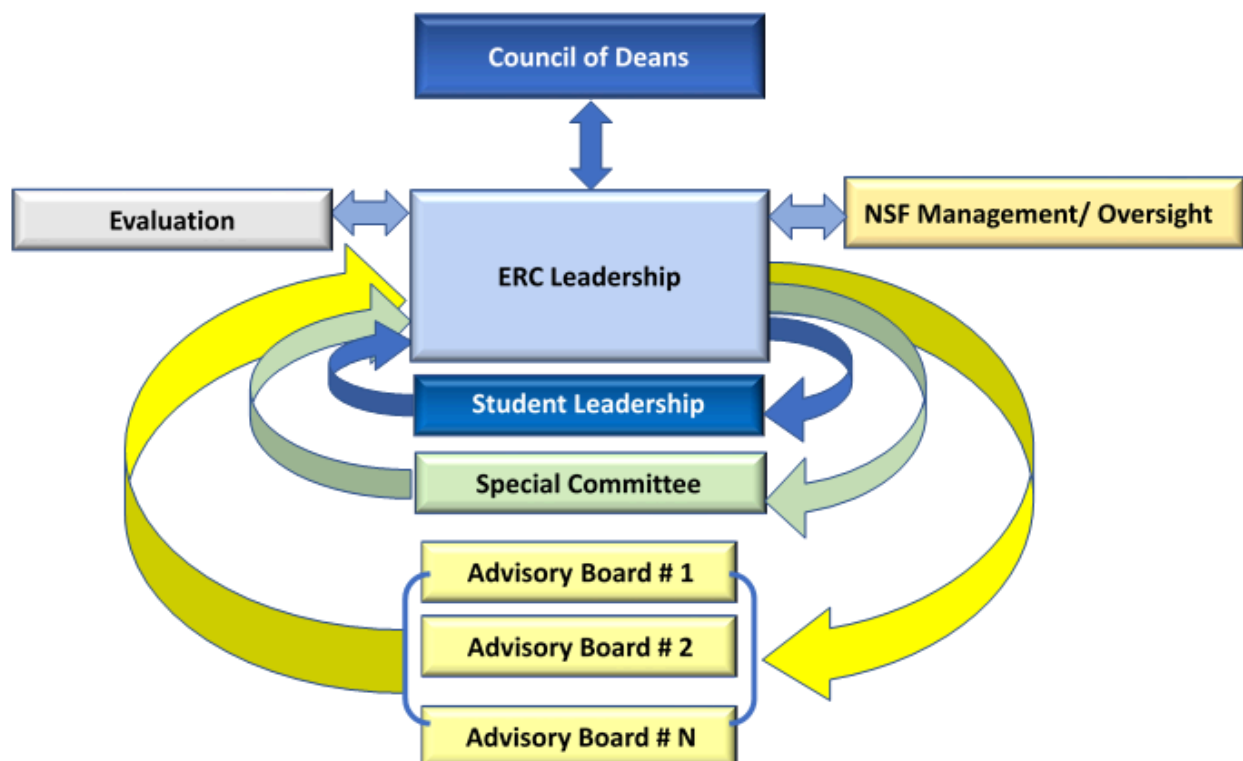 Council of Deans
Evaluation
NSF Management/ Oversight
ERC Leadership
Student Leadership
Special Committee
Advisory Board # 1
Advisory Board # 2
Advisory Board # N